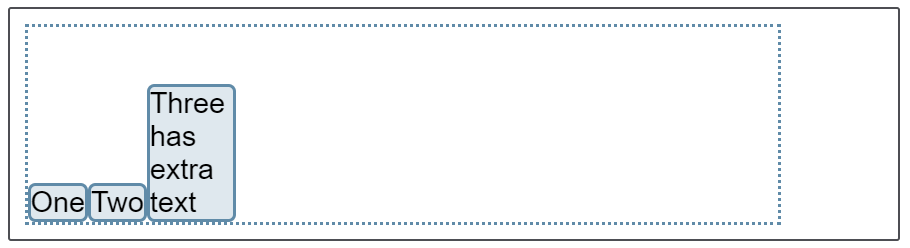 One
Two
Three
has
extra
text